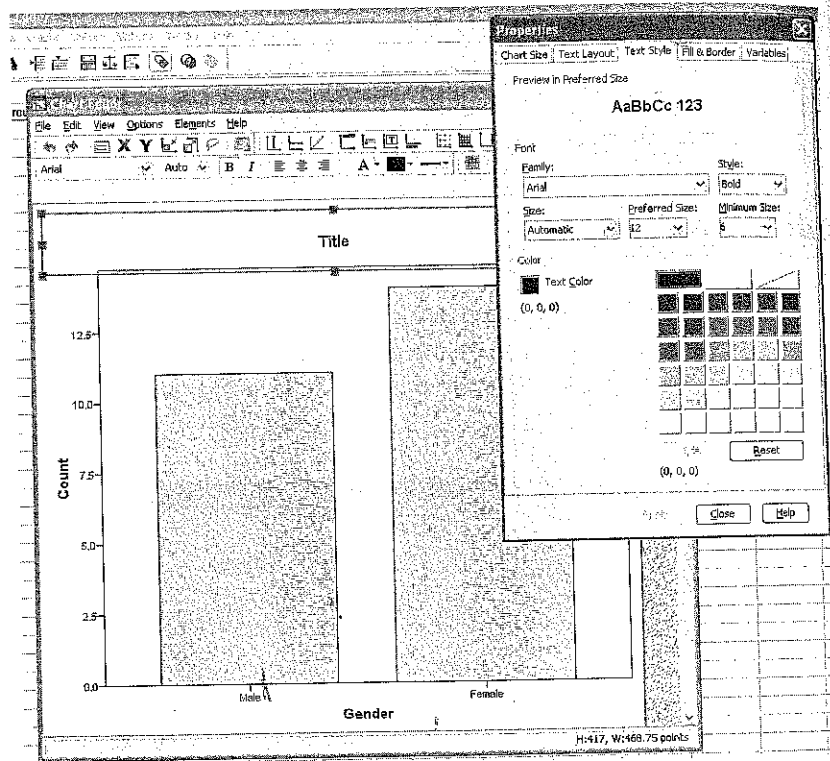 Properties
Chart Size Text Layout Text Style Fill & Border Variables
Preview in Preferred Size
AaBbCc 123
Font
Family: Style:
Arial Bold
Size: Preferred Size: Minimum Size:
Automatic 12 6
Color
Text Color
(0, 0, 0)
Reset
(0, 0, 0)
Close Help
File Edit View Options Elements Help
X Y
Arial Auto B I A
Title
12.5
10.0
7.5
5.0
2.5
0.0
Count
Male Female
Gender
H:417, W:468.75 points